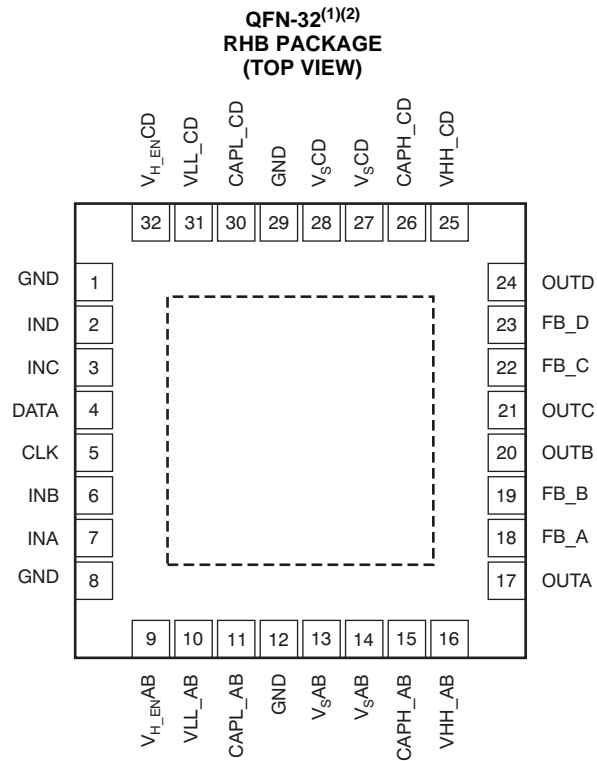 QFN-32(1)(2)
RHB PACKAGE
(TOP VIEW)
VH_ENCD
VLL_CD
CAPL_CD
GND
VSCD
VSCD
CAPH_CD
VHH_CD
32 31 30 29 28 27 26 25
GND 1
IND 2
INC 3
DATA 4
CLK 5
INB 6
INA 7
GND 8
24 OUTD
23 FB_D
22 FB_C
21 OUTC
20 OUTB
19 FB_B
18 FB_A
17 OUTA
9 10 11 12 13 14 15 16
VH_ENAB
VLL_AB
CAPL_AB
GND
VSAB
VSAB
CAPH_AB
VHH_AB